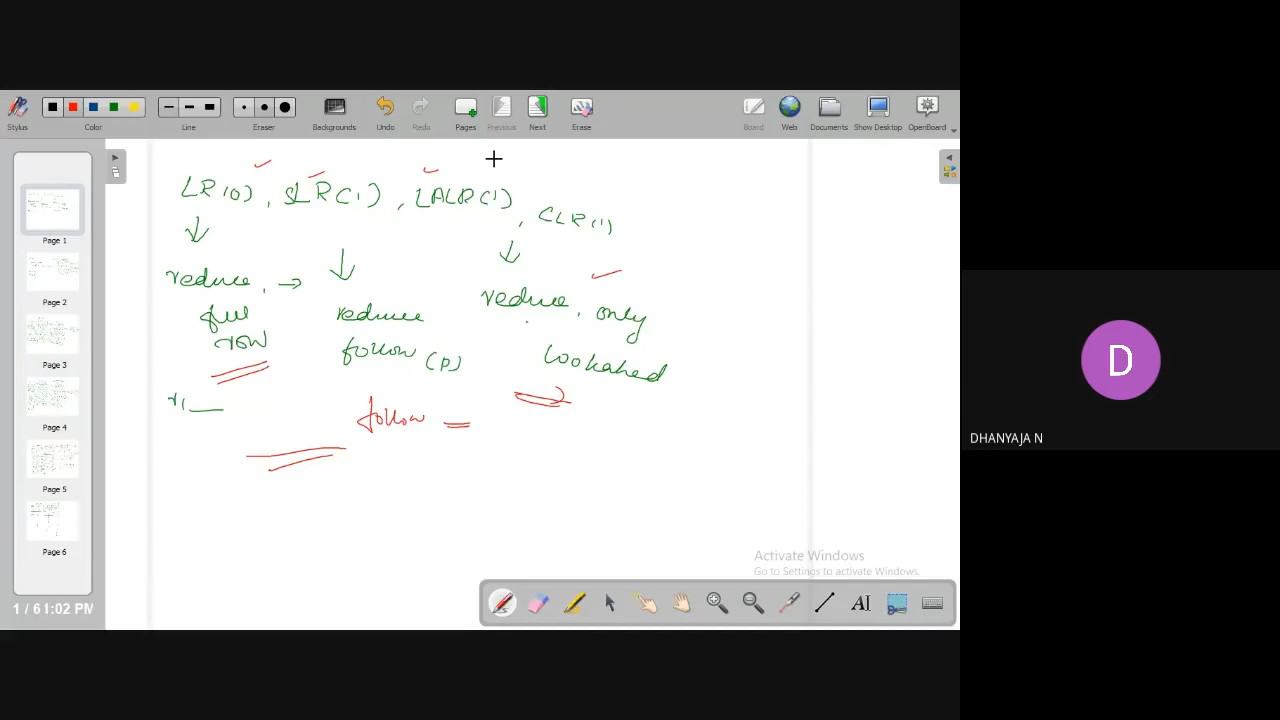 Stylus
Color
Line
Eraser
Backgrounds
Undo
Redo
Pages
Previous
Next
Erase
Board
Web
Documents
Show Desktop
OpenBoard
LR(0), SLR(1), LALR(1), CLR(1)
reduce, →
full
row
reduce
follow (P)
reduce, only
lookahed
r1
follow =
Page 1
Page 2
Page 3
Page 4
Page 5
Page 6
1 / 6 1:02 PM
Activate Windows
Go to Settings to activate Windows.
AI
D
DHANYAJA N